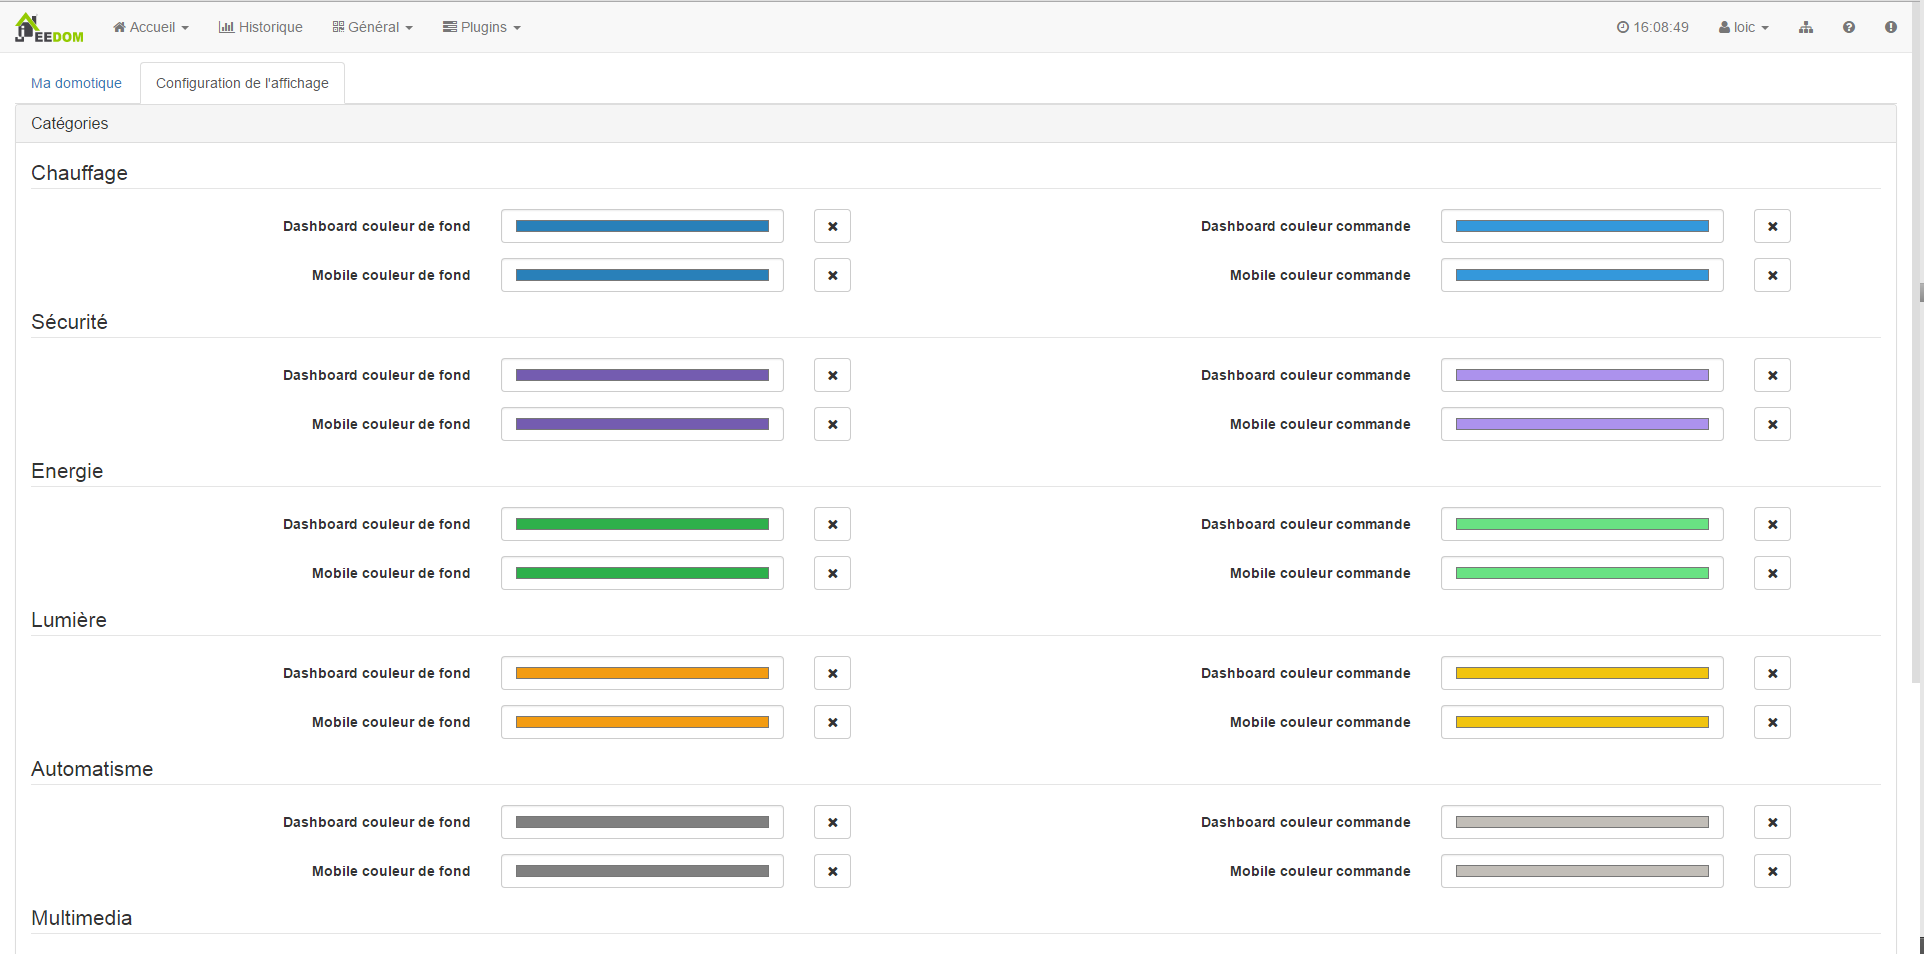 JEEDOM Accueil Historique Général Plugins 16:08:49 loic
Ma domotique Configuration de l'affichage
Catégories
Chauffage
Dashboard couleur de fond Dashboard couleur commande
Mobile couleur de fond Mobile couleur commande
Sécurité
Dashboard couleur de fond Dashboard couleur commande
Mobile couleur de fond Mobile couleur commande
Energie
Dashboard couleur de fond Dashboard couleur commande
Mobile couleur de fond Mobile couleur commande
Lumière
Dashboard couleur de fond Dashboard couleur commande
Mobile couleur de fond Mobile couleur commande
Automatisme
Dashboard couleur de fond Dashboard couleur commande
Mobile couleur de fond Mobile couleur commande
Multimedia